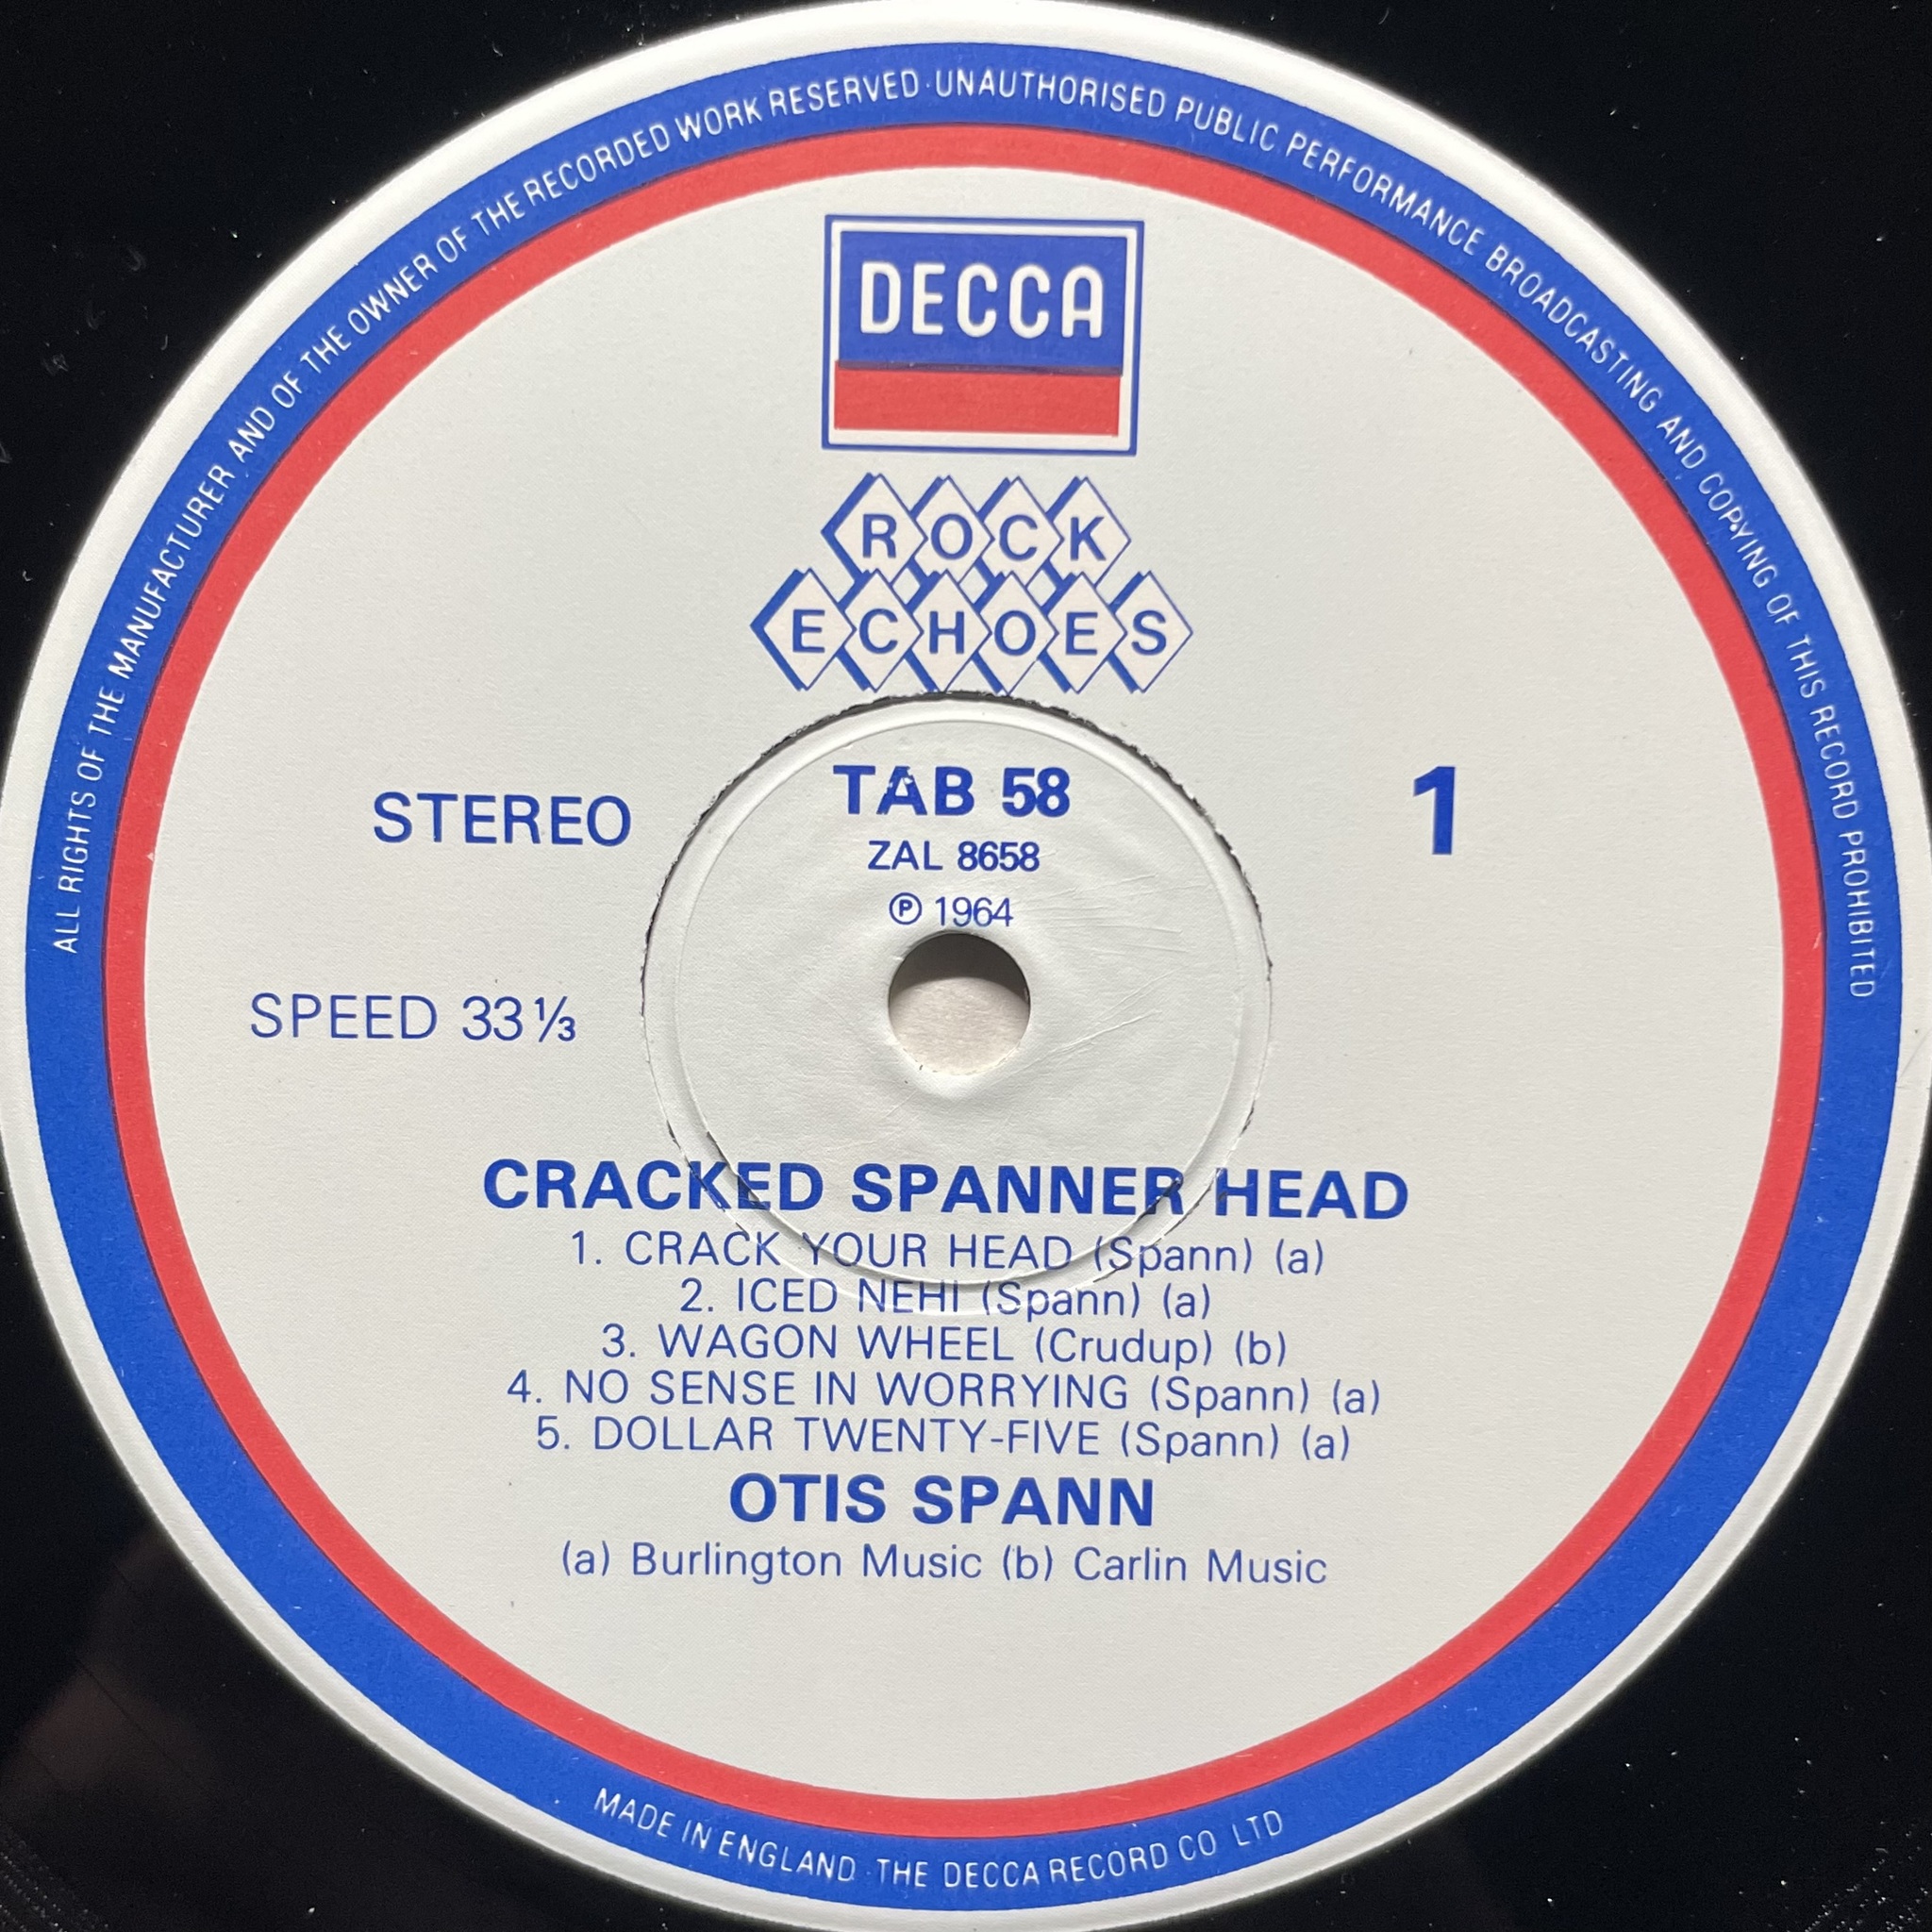 ALL RIGHTS OF THE MANUFACTURER AND OF THE OWNER OF THE RECORDED WORK RESERVED · UNAUTHORISED PUBLIC PERFORMANCE BROADCASTING AND COPYING OF THIS RECORD PROHIBITED
DECCA
ROCK
ECHOES
TAB 58
STEREO
1
ZAL 8658
℗ 1964
SPEED 33⅓
CRACKED SPANNER HEAD
1. CRACK YOUR HEAD (Spann) (a)
2. ICED NEHI (Spann) (a)
3. WAGON WHEEL (Crudup) (b)
4. NO SENSE IN WORRYING (Spann) (a)
5. DOLLAR TWENTY-FIVE (Spann) (a)
OTIS SPANN
(a) Burlington Music (b) Carlin Music
MADE IN ENGLAND · THE DECCA RECORD CO LTD